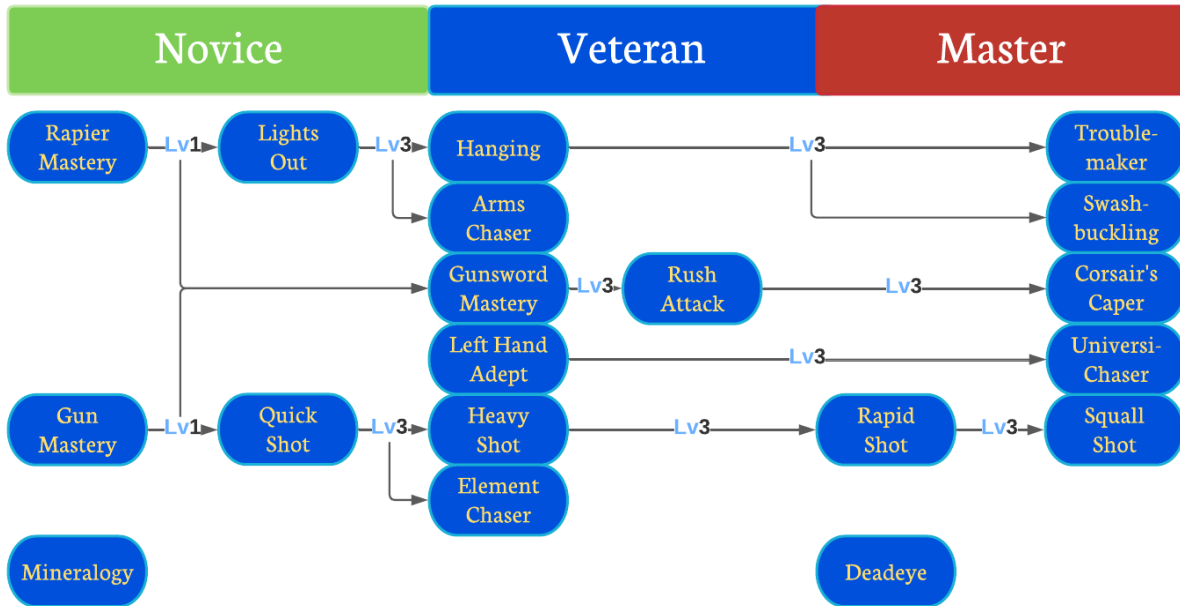 Novice
Veteran
Master
Rapier
Mastery
Lv1
Lights
Out
Lv3
Hanging
Lv3
Trouble-
maker
Arms
Chaser
Swash-
buckling
Gunsword
Mastery
Lv3
Rush
Attack
Lv3
Corsair's
Caper
Left Hand
Adept
Lv3
Universi-
Chaser
Gun
Mastery
Lv1
Quick
Shot
Lv3
Heavy
Shot
Lv3
Rapid
Shot
Lv3
Squall
Shot
Element
Chaser
Mineralogy
Deadeye